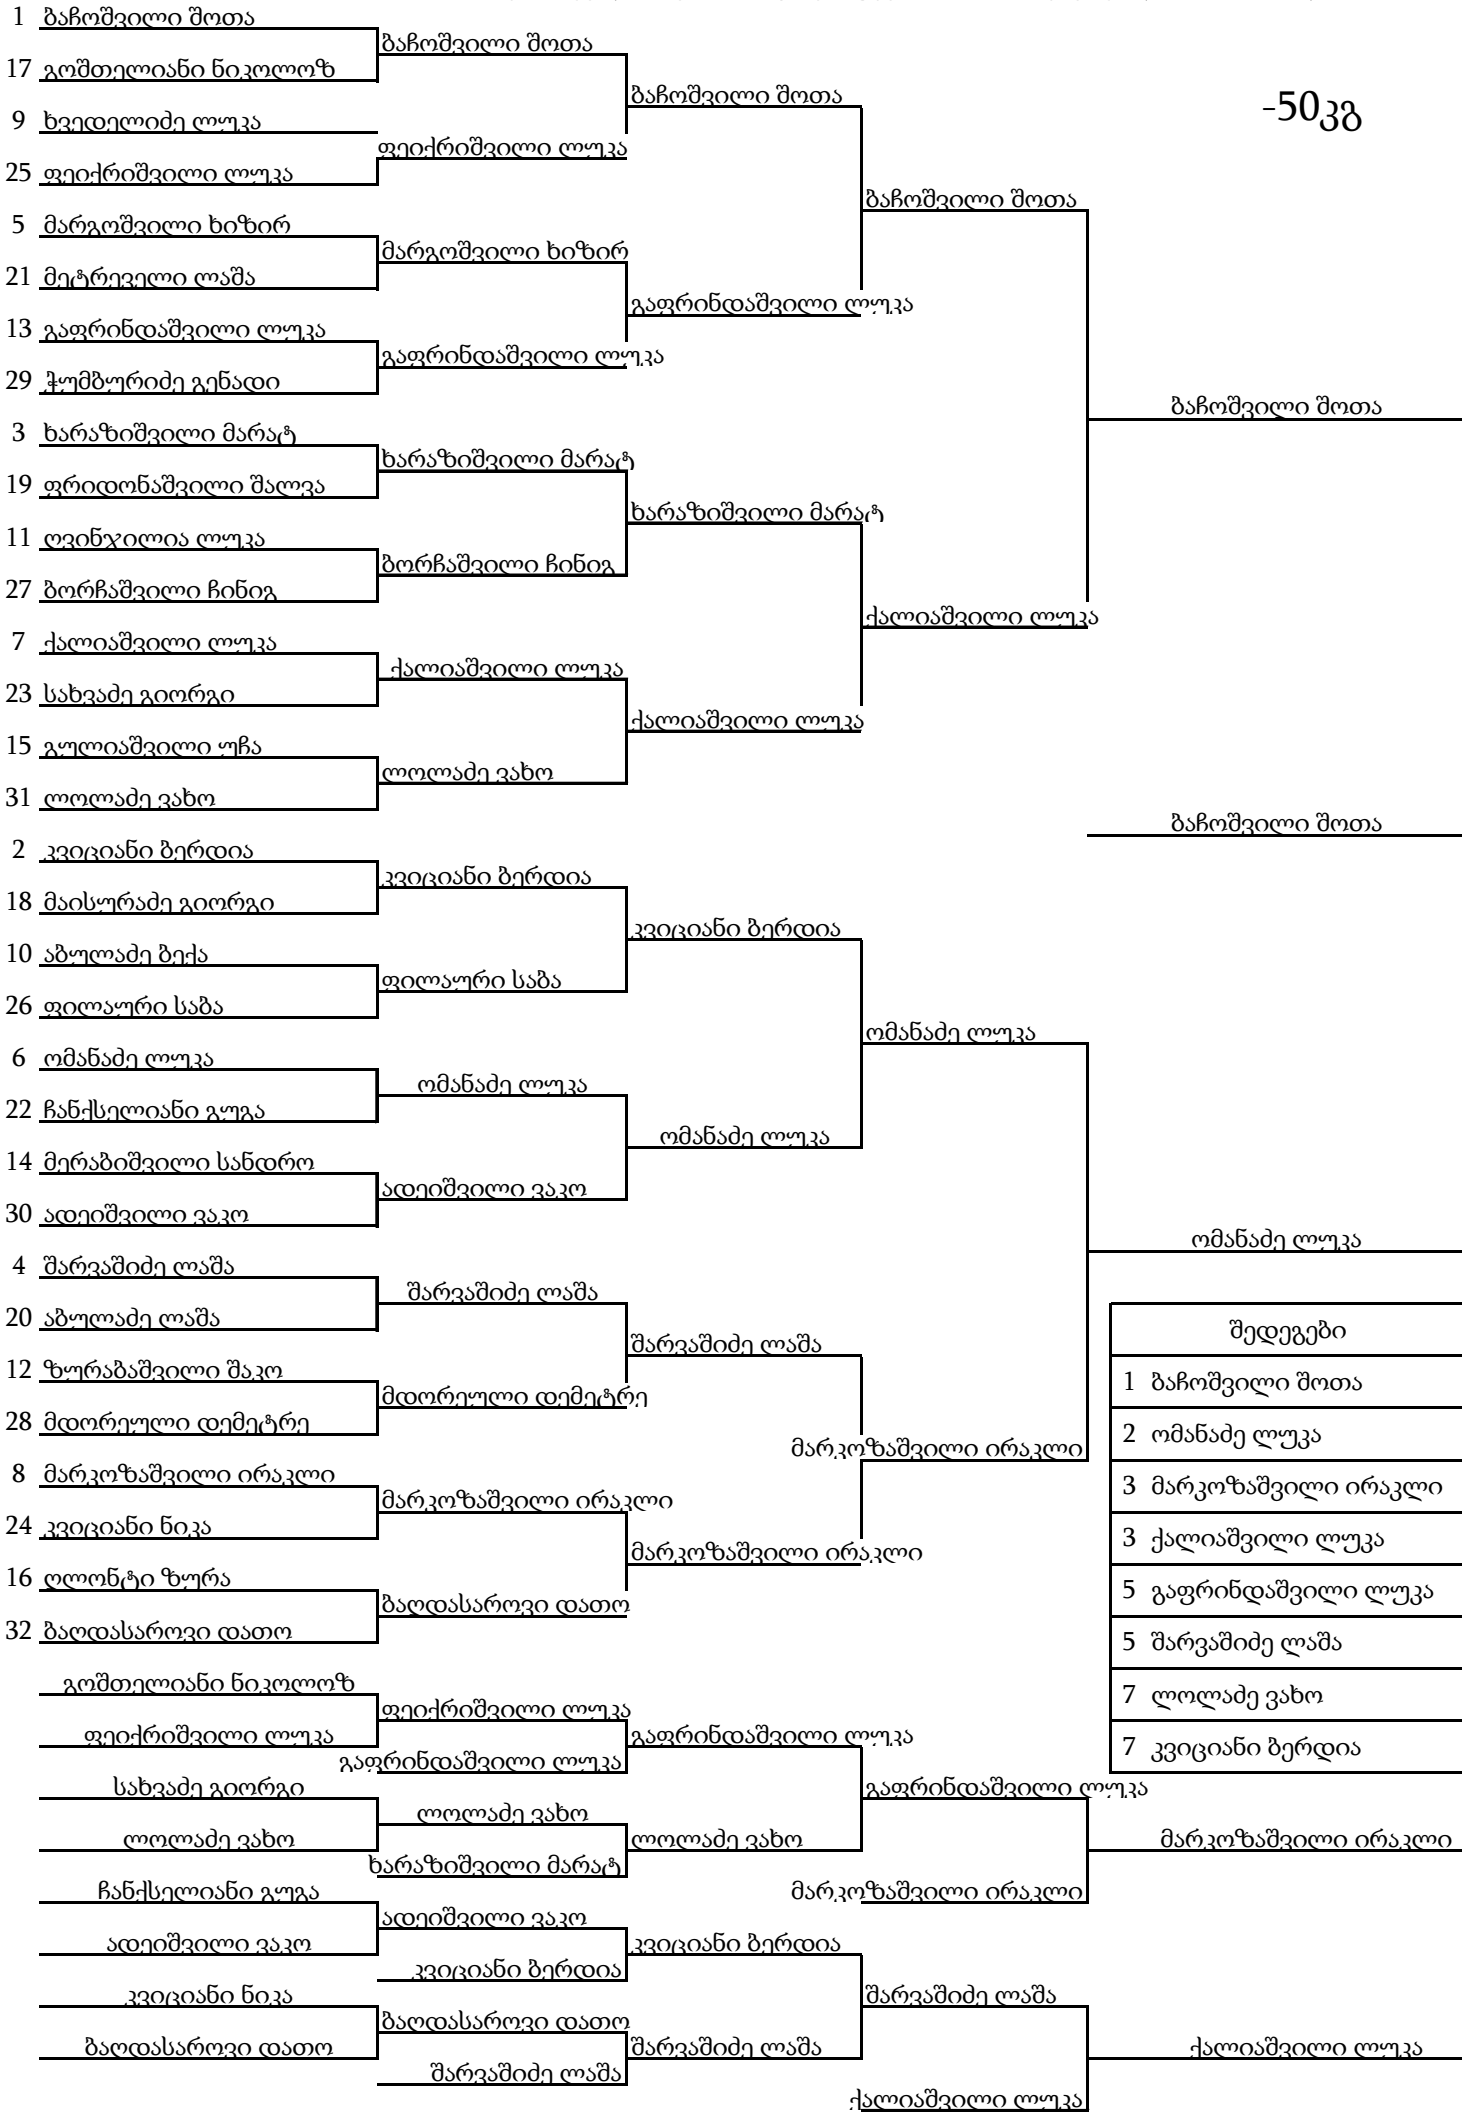 1 ბაჩოშვილი შოთა
ბაჩოშვილი შოთა
17 გოშთელიანი ნიკოლოზ
ბაჩოშვილი შოთა
-50კგ
9 ხვედელიძე ლუკა
ფეიქრიშვილი ლუკა
25 ფეიქრიშვილი ლუკა
ბაჩოშვილი შოთა
5 მარგოშვილი ხიზირ
მარგოშვილი ხიზირ
21 მეტრეველი ლაშა
გაფრინდაშვილი ლუკა
13 გაფრინდაშვილი ლუკა
გაფრინდაშვილი ლუკა
29 ჭუმბურიძე გენადი
ბაჩოშვილი შოთა
3 ხარაზიშვილი მარატ
ხარაზიშვილი მარატ
19 ფრიდონაშვილი შალვა
ხარაზიშვილი მარატ
11 ღვინჯილია ლუკა
ბორჩაშვილი ჩინიგ
27 ბორჩაშვილი ჩინიგ
ქალიაშვილი ლუკა
7 ქალიაშვილი ლუკა
ქალიაშვილი ლუკა
23 სახვაძე გიორგი
ქალიაშვილი ლუკა
15 გულიაშვილი უჩა
ლოლაძე ვახო
31 ლოლაძე ვახო
ბაჩოშვილი შოთა
2 კვიციანი ბერდია
კვიციანი ბერდია
18 მაისურაძე გიორგი
კვიციანი ბერდია
10 აბულაძე ბექა
ფილაური საბა
26 ფილაური საბა
ომანაძე ლუკა
6 ომანაძე ლუკა
ომანაძე ლუკა
22 ჩანქსელიანი გუგა
ომანაძე ლუკა
14 მერაბიშვილი სანდრო
ადეიშვილი ვაკო
30 ადეიშვილი ვაკო
ომანაძე ლუკა
4 შარვაშიძე ლაშა
შარვაშიძე ლაშა
20 აბულაძე ლაშა
შედეგები
შარვაშიძე ლაშა
12 ზურაბაშვილი შაკო
1 ბაჩოშვილი შოთა
მდორეული დემეტრე
28 მდორეული დემეტრე
2 ომანაძე ლუკა
მარკოზაშვილი ირაკლი
8 მარკოზაშვილი ირაკლი
3 მარკოზაშვილი ირაკლი
მარკოზაშვილი ირაკლი
24 კვიციანი ნიკა
3 ქალიაშვილი ლუკა
მარკოზაშვილი ირაკლი
16 ღლონტი ზურა
5 გაფრინდაშვილი ლუკა
ბაღდასაროვი დათო
32 ბაღდასაროვი დათო
5 შარვაშიძე ლაშა
გოშთელიანი ნიკოლოზ
7 ლოლაძე ვახო
ფეიქრიშვილი ლუკა
ფეიქრიშვილი ლუკა
გაფრინდაშვილი ლუკა
7 კვიციანი ბერდია
გაფრინდაშვილი ლუკა
სახვაძე გიორგი
გაფრინდაშვილი ლუკა
ლოლაძე ვახო
ლოლაძე ვახო
ლოლაძე ვახო
მარკოზაშვილი ირაკლი
ხარაზიშვილი მარატ
ჩანქსელიანი გუგა
მარკოზაშვილი ირაკლი
ადეიშვილი ვაკო
ადეიშვილი ვაკო
კვიციანი ბერდია
კვიციანი ბერდია
კვიციანი ნიკა
შარვაშიძე ლაშა
ბაღდასაროვი დათო
ბაღდასაროვი დათო
შარვაშიძე ლაშა
ქალიაშვილი ლუკა
შარვაშიძე ლაშა
ქალიაშვილი ლუკა